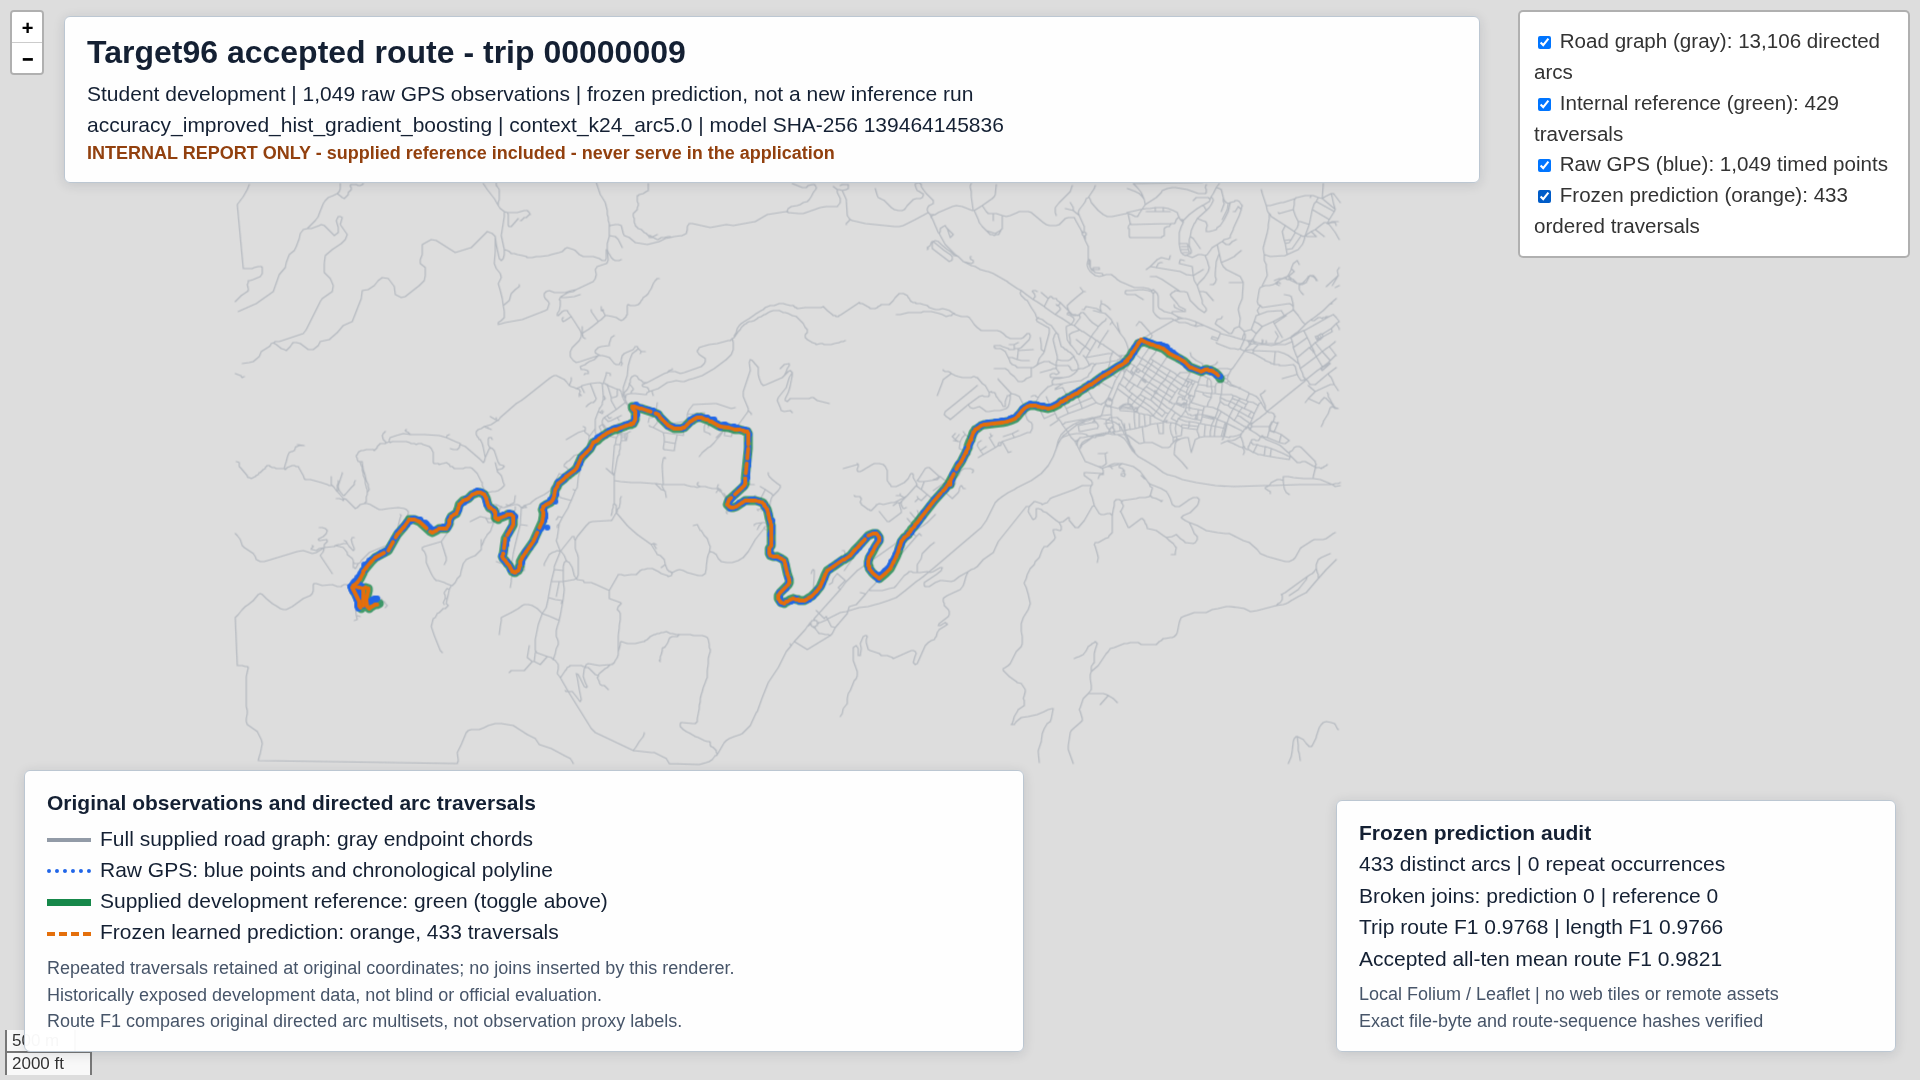 +
−
Target96 accepted route - trip 00000009
Student development | 1,049 raw GPS observations | frozen prediction, not a new inference run
accuracy_improved_hist_gradient_boosting | context_k24_arc5.0 | model SHA-256 139464145836
INTERNAL REPORT ONLY - supplied reference included - never serve in the application
Road graph (gray): 13,106 directed
arcs
Internal reference (green): 429
traversals
Raw GPS (blue): 1,049 timed points
Frozen prediction (orange): 433
ordered traversals
Original observations and directed arc traversals
Full supplied road graph: gray endpoint chords
Raw GPS: blue points and chronological polyline
Supplied development reference: green (toggle above)
Frozen learned prediction: orange, 433 traversals
Repeated traversals retained at original coordinates; no joins inserted by this renderer.
Historically exposed development data, not blind or official evaluation.
Route F1 compares original directed arc multisets, not observation proxy labels.
500 m
2000 ft
Frozen prediction audit
433 distinct arcs | 0 repeat occurrences
Broken joins: prediction 0 | reference 0
Trip route F1 0.9768 | length F1 0.9766
Accepted all-ten mean route F1 0.9821
Local Folium / Leaflet | no web tiles or remote assets
Exact file-byte and route-sequence hashes verified